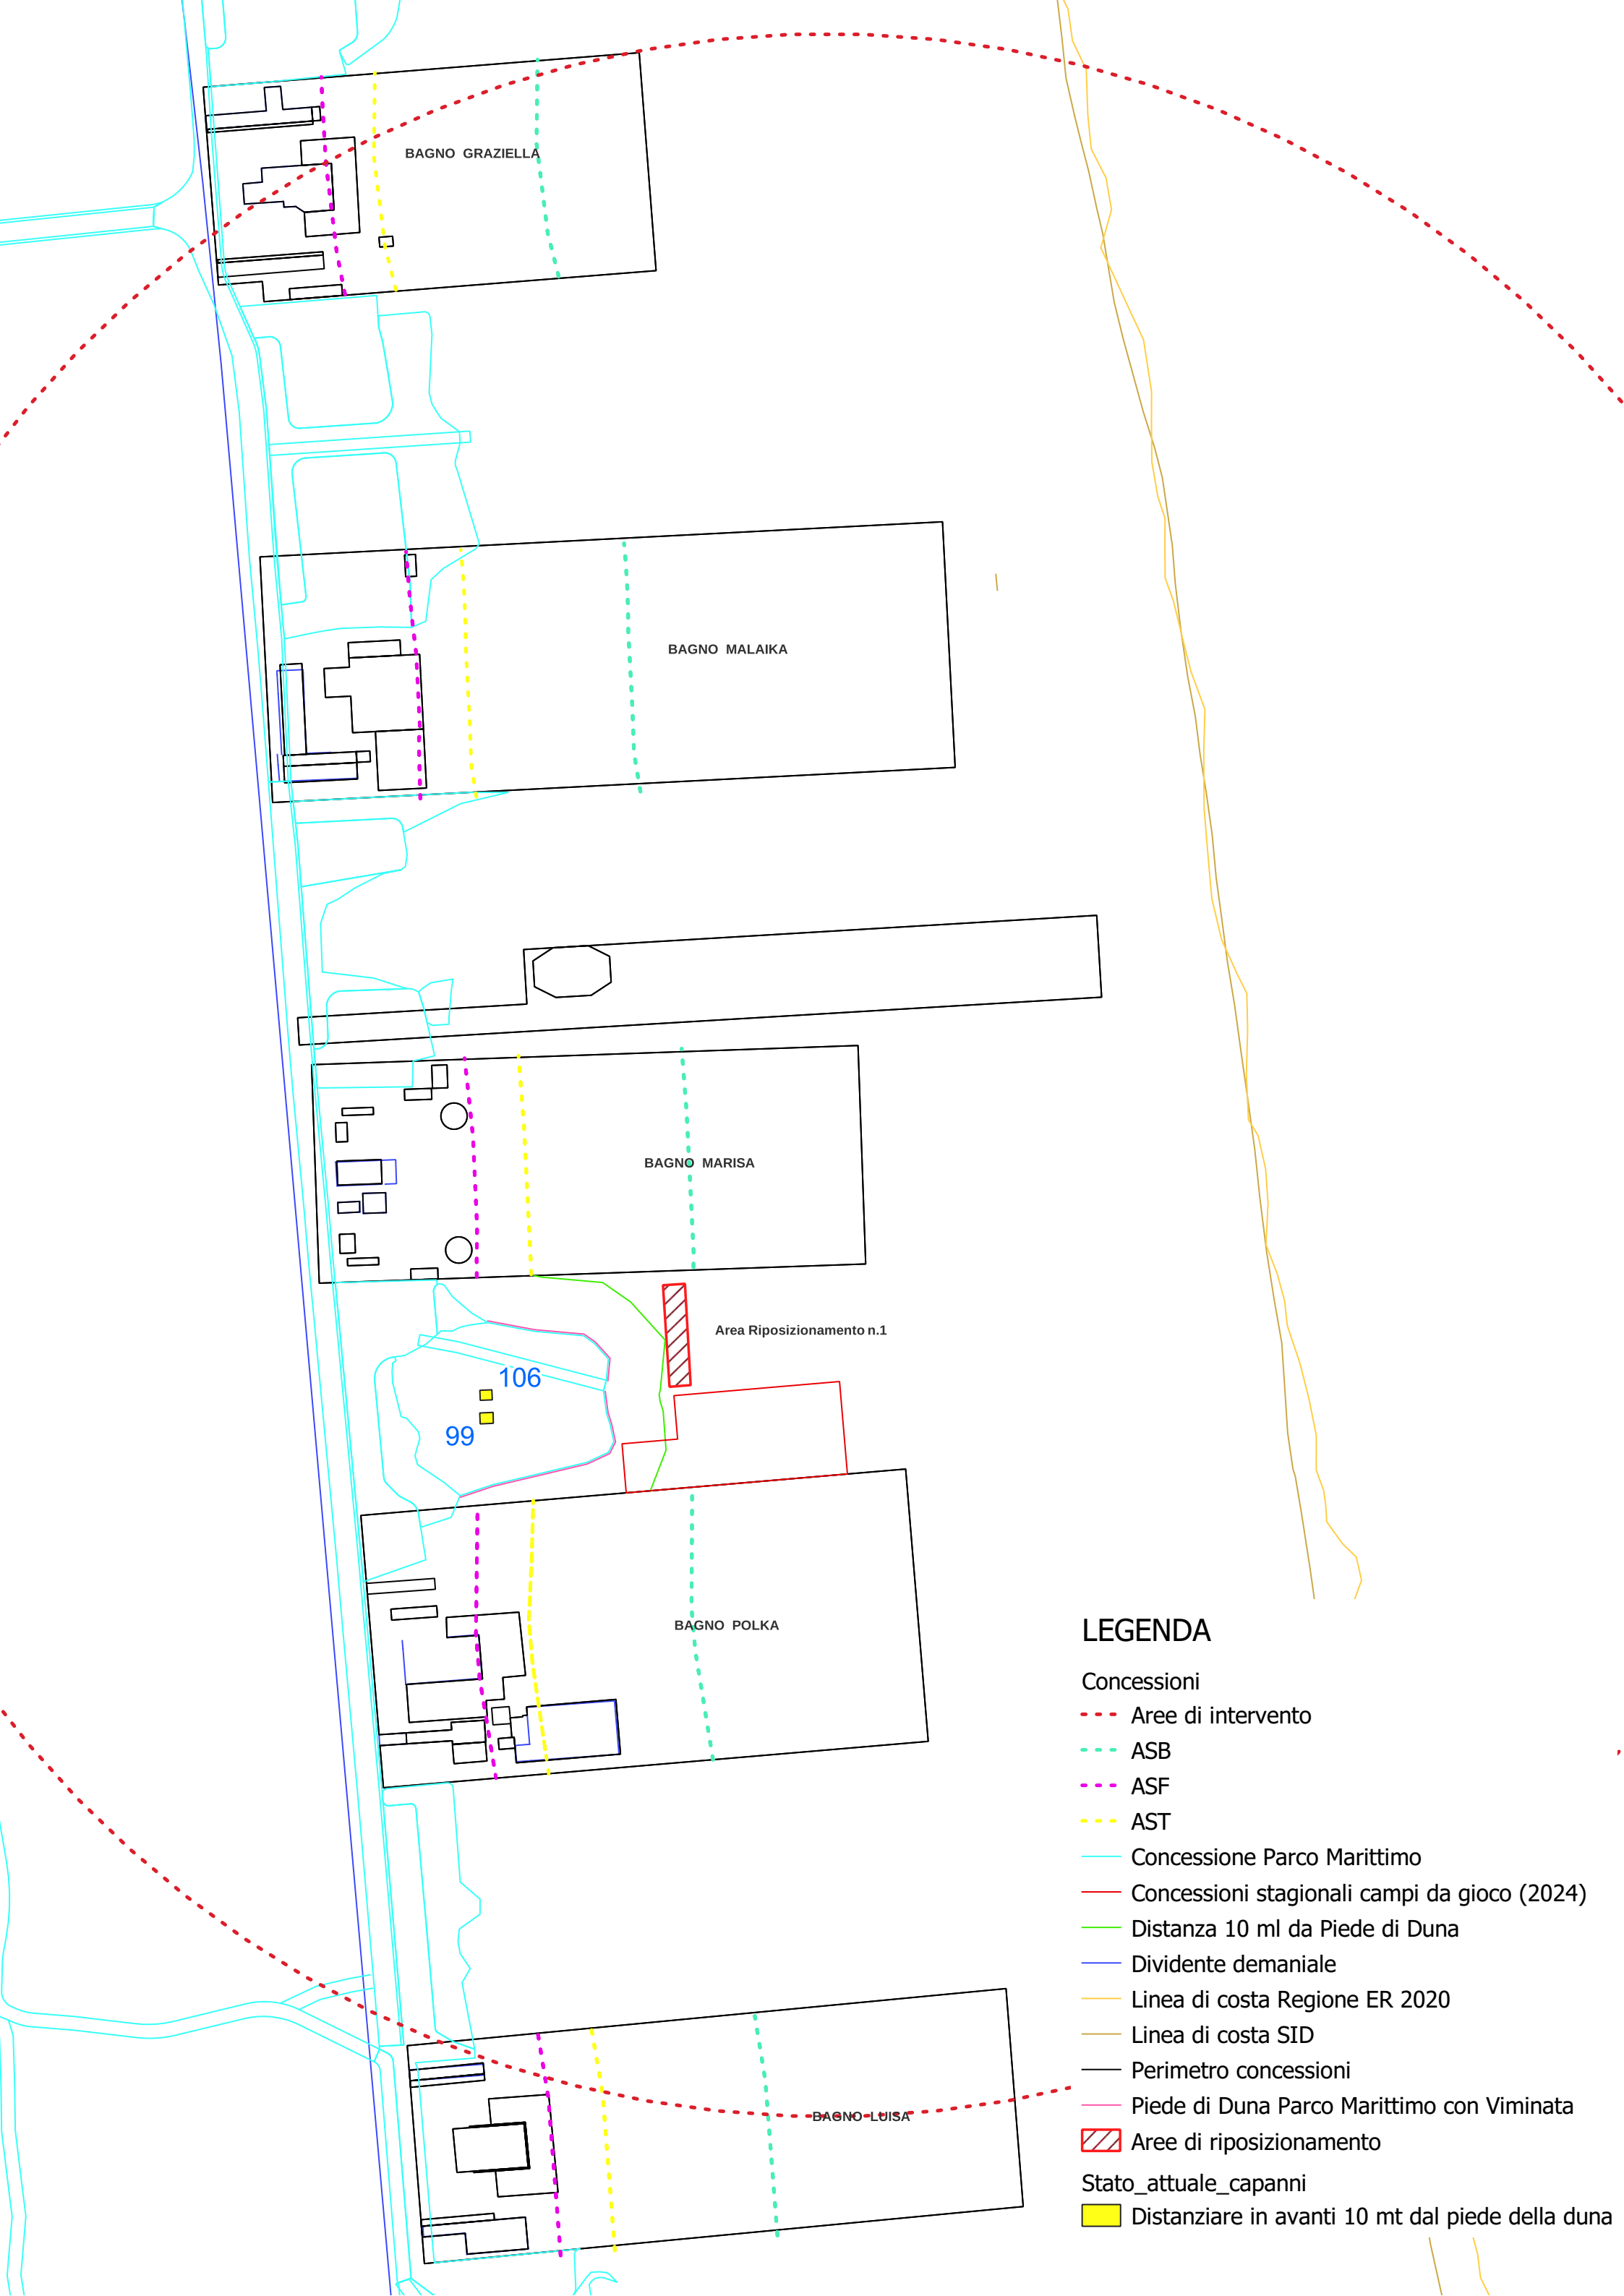 BAGNO GRAZIELLA
BAGNO MALAIKA
BAGNO MARISA
Area Riposizionamento n.1
106
99
BAGNO POLKA
BAGNO LUISA
LEGENDA
Concessioni
Aree di intervento
ASB
ASF
AST
Concessione Parco Marittimo
Concessioni stagionali campi da gioco (2024)
Distanza 10 ml da Piede di Duna
Dividente demaniale
Linea di costa Regione ER 2020
Linea di costa SID
Perimetro concessioni
Piede di Duna Parco Marittimo con Viminata
Aree di riposizionamento
Stato_attuale_capanni
Distanziare in avanti 10 mt dal piede della duna